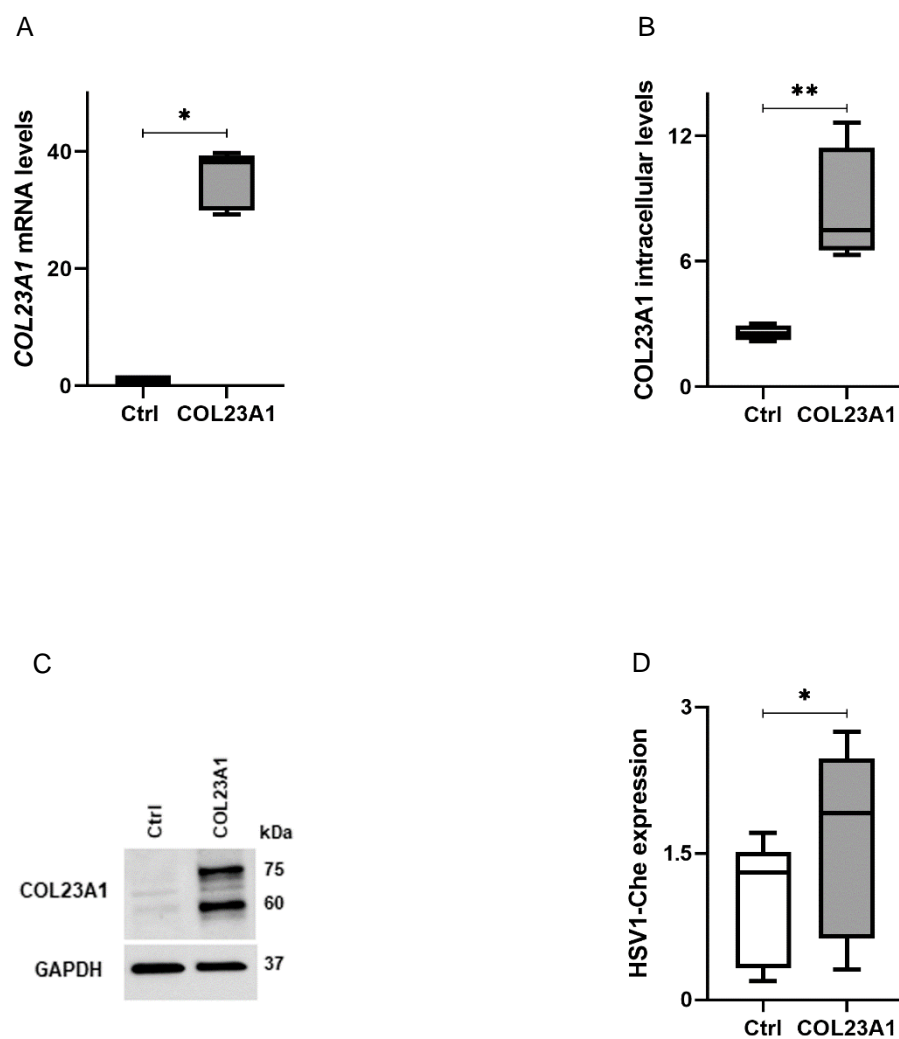 A
COL23A1 mRNA levels
40
20
0
*
Ctrl COL23A1
B
COL23A1 intracellular levels
12
6
0
**
Ctrl COL23A1
C
Ctrl COL23A1 kDa
COL23A1
75
60
GAPDH 37
D
HSV1-Che expression
3
1.5
0
*
Ctrl COL23A1